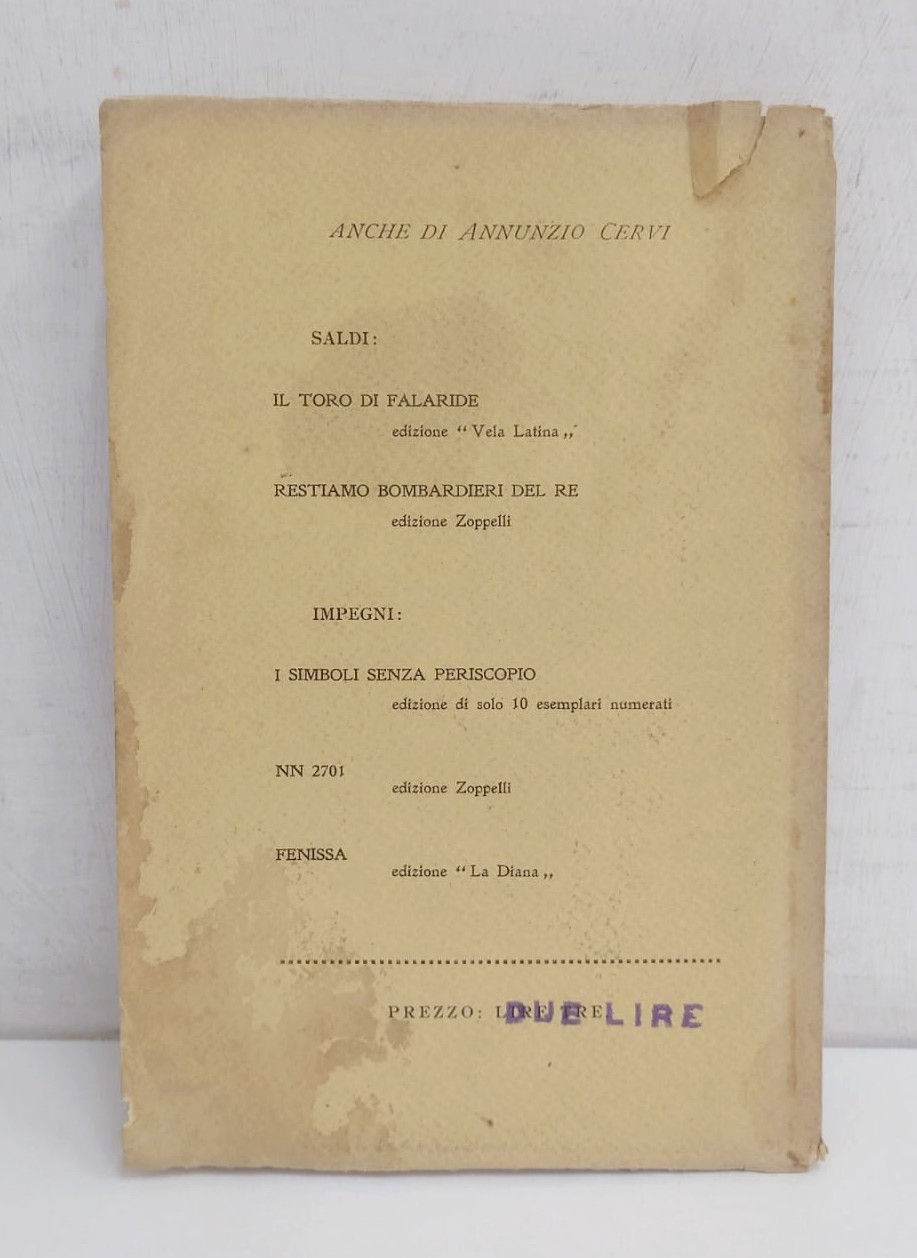 ANCHE DI ANNUNZIO CERVI
SALDI:
IL TORO DI FALARIDE
edizione “ Vela Latina „
RESTIAMO BOMBARDIERI DEL RE
edizione Zoppelli
IMPEGNI:
I SIMBOLI SENZA PERISCOPIO
edizione di solo 10 esemplari numerati
NN 2701
edizione Zoppelli
FENISSA
edizione “ La Diana „
PREZZO: LIRE TRE
DUE LIRE